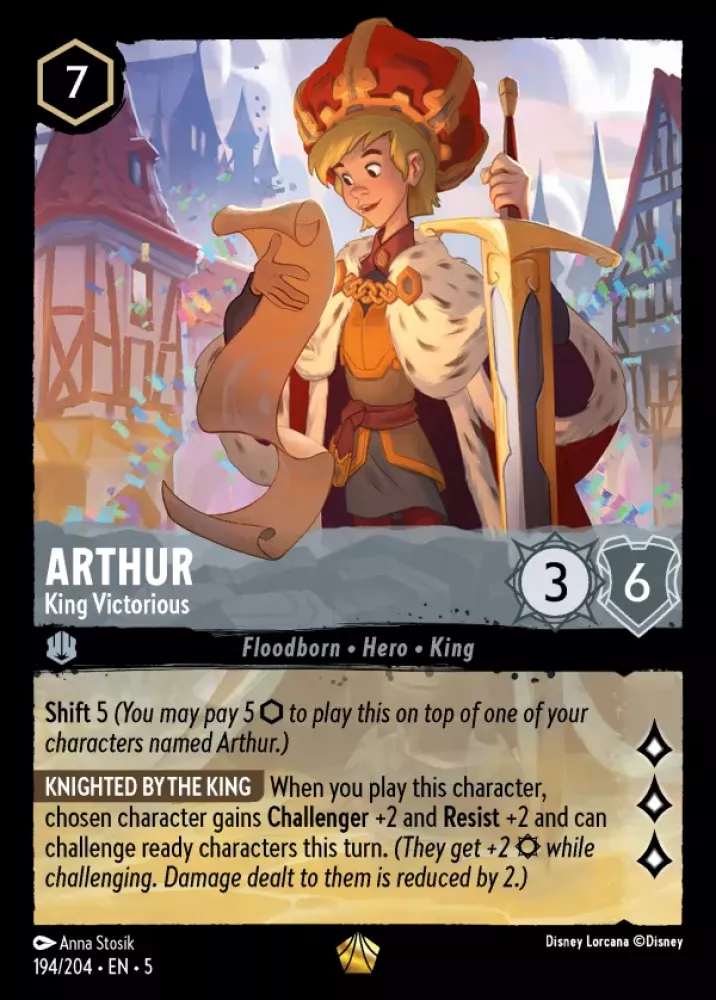 7
ARTHUR
King Victorious
3
6
Floodborn • Hero • King
Shift 5 (You may pay 5 to play this on top of one of your
characters named Arthur.)
KNIGHTED BY THE KING When you play this character,
chosen character gains Challenger +2 and Resist +2 and can
challenge ready characters this turn. (They get +2 while
challenging. Damage dealt to them is reduced by 2.)
Anna Stosik
Disney Lorcana ©Disney
194/204 • EN • 5